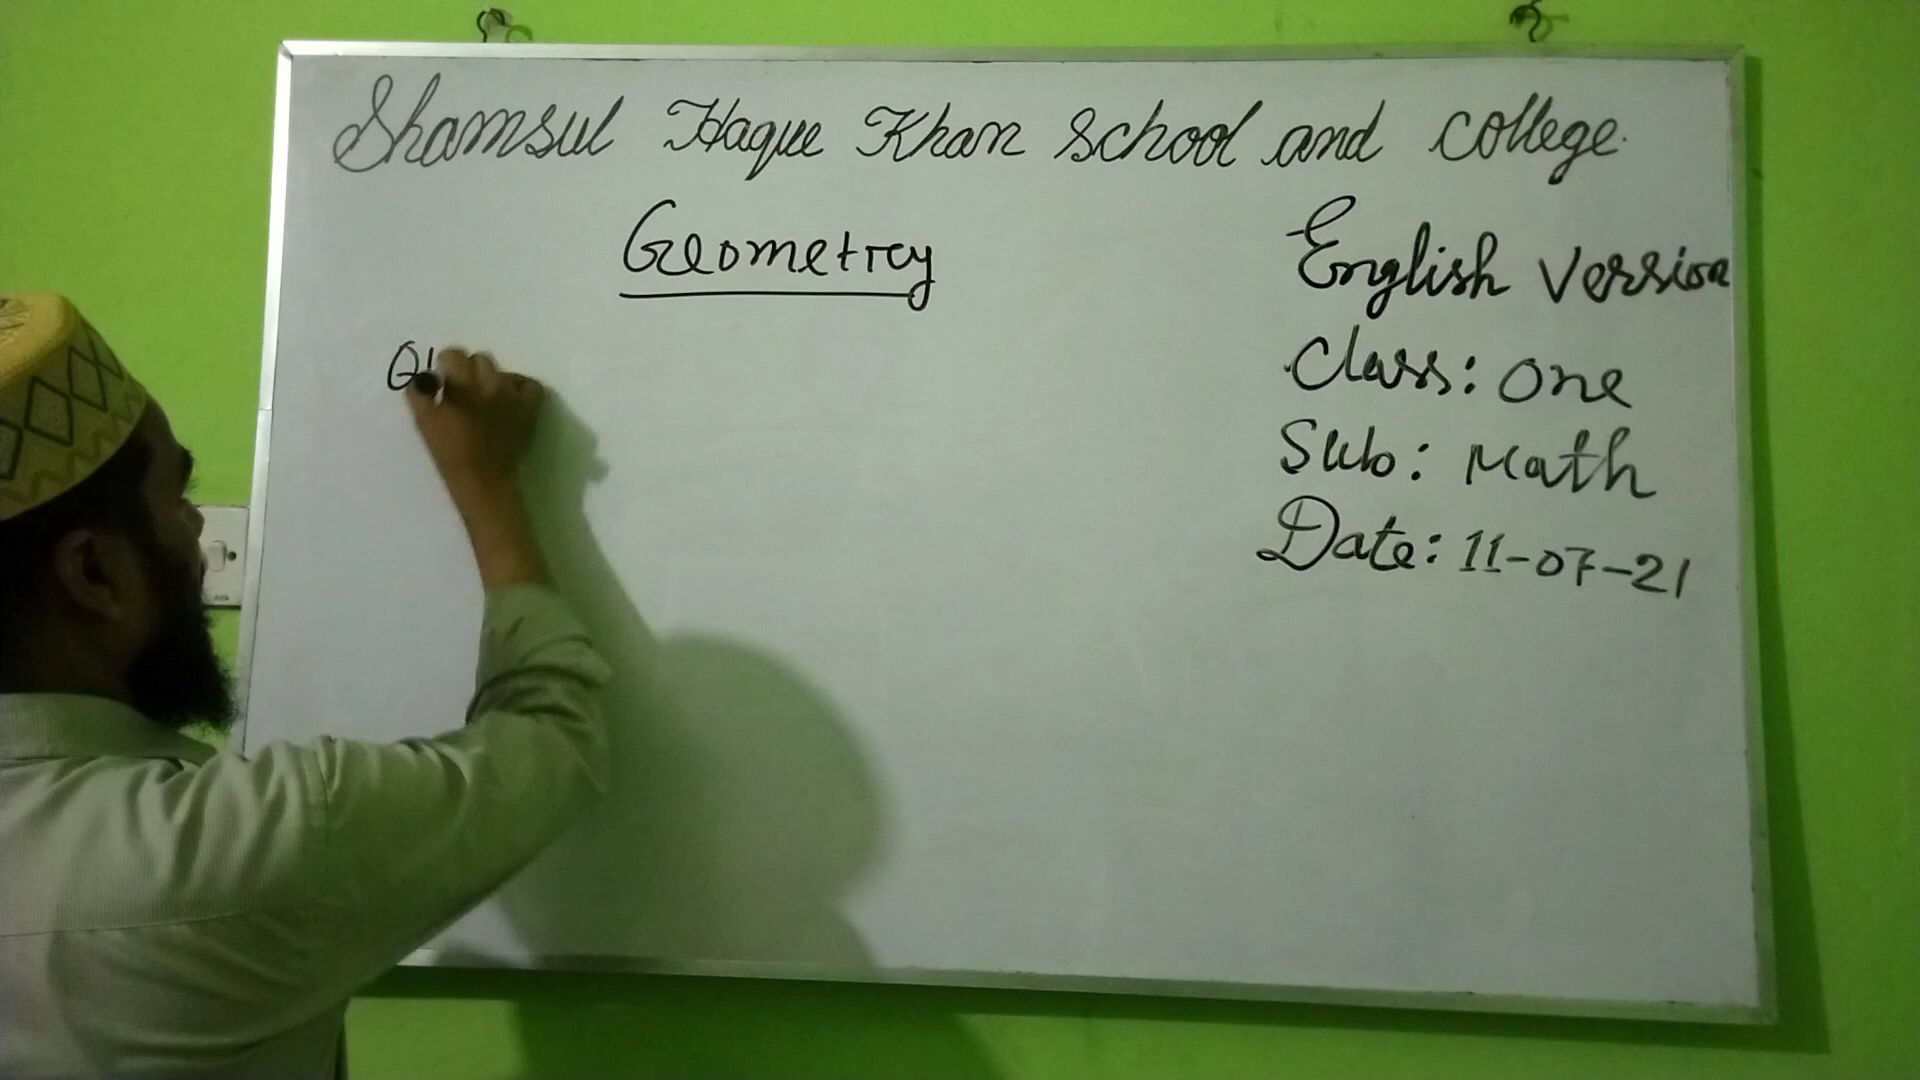 Shamsul Haque Khan School and college.
Geometry
English version
Class: One
Sub: Math
Date: 11-07-21